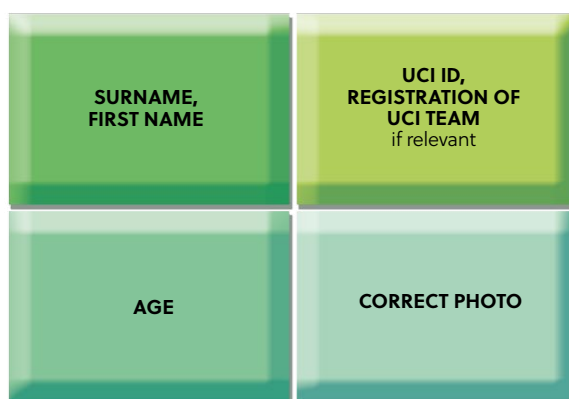 SURNAME,
FIRST NAME
UCI ID,
REGISTRATION OF
UCI TEAM
if relevant
AGE
CORRECT PHOTO